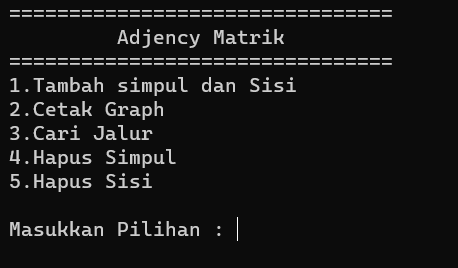 ================================
Adjency Matrik
================================
1.Tambah simpul dan Sisi
2.Cetak Graph
3.Cari Jalur
4.Hapus Simpul
5.Hapus Sisi
Masukkan Pilihan :